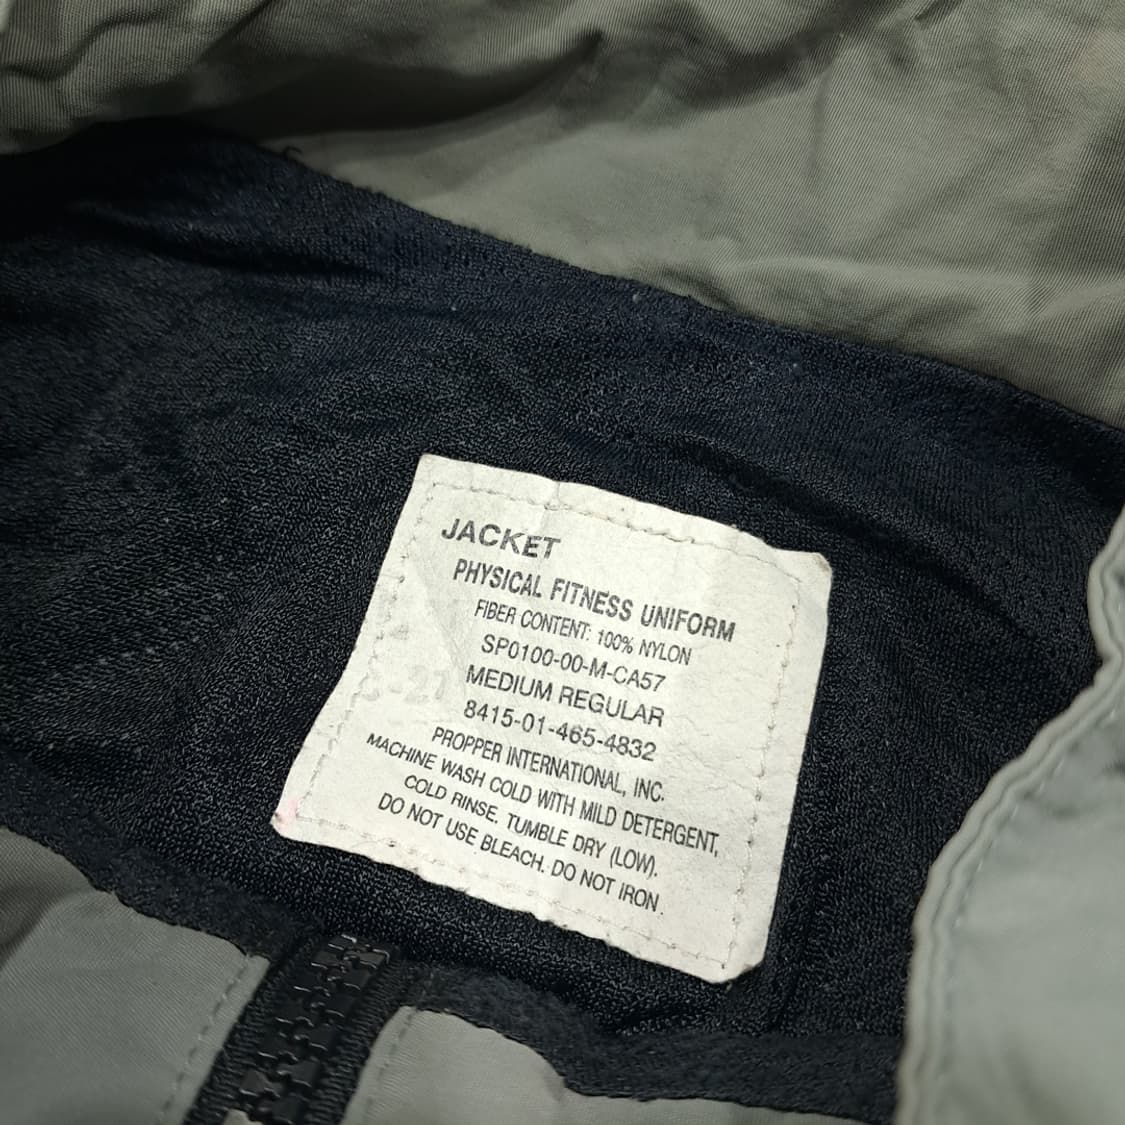 JACKET
PHYSICAL FITNESS UNIFORM
FIBER CONTENT: 100% NYLON
SP0100-00-M-CA57
MEDIUM REGULAR
8415-01-465-4832
PROPPER INTERNATIONAL, INC.
MACHINE WASH COLD WITH MILD DETERGENT,
COLD RINSE, TUMBLE DRY (LOW).
DO NOT USE BLEACH. DO NOT IRON.